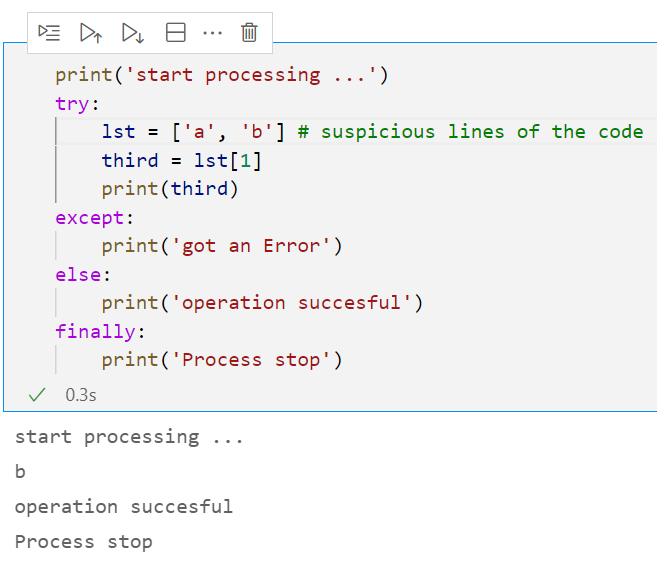 print('start processing ...')
try:
    lst = ['a', 'b'] # suspicious lines of the code
    third = lst[1]
    print(third)
except:
    print('got an Error')
else:
    print('operation succesful')
finally:
    print('Process stop')
0.3s
start processing ...
b
operation succesful
Process stop